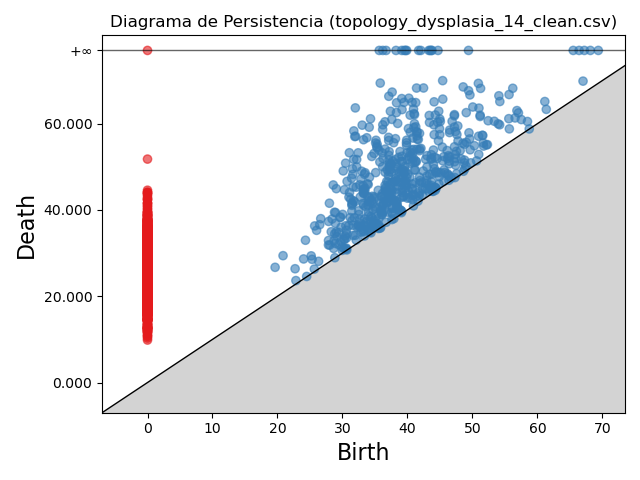 Diagrama de Persistencia (topology_dysplasia_14_clean.csv)
+∞
60.000
40.000
20.000
0.000
Death
0 10 20 30 40 50 60 70
Birth